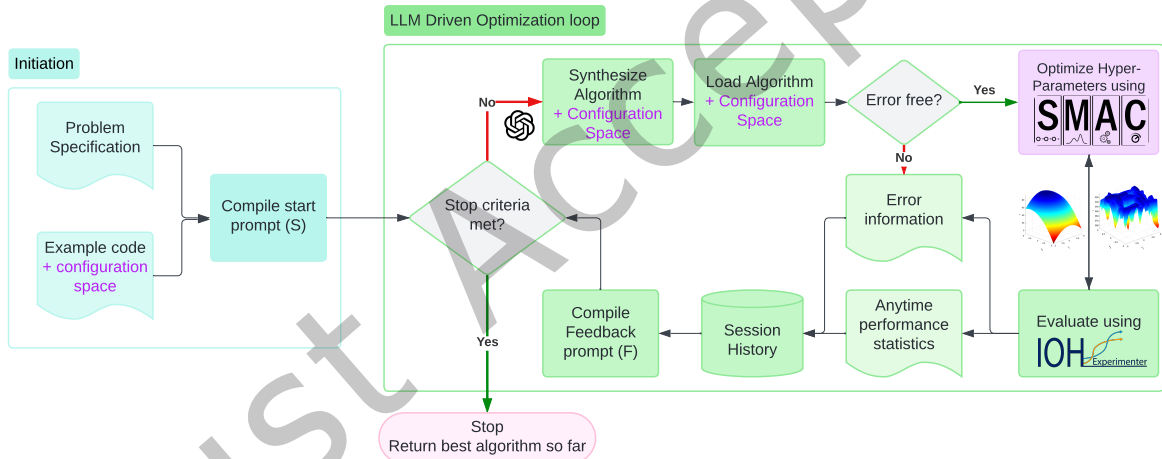 LLM Driven Optimization loop
Initiation
Problem
Specification
Example code
+ configuration
space
Compile start
prompt (S)
Stop criteria
met?
No
Synthesize
Algorithm
+ Configuration
Space
Load Algorithm
+ Configuration
Space
Error free?
Yes
Optimize Hyper-
Parameters using
SMAC
No
Error
information
Anytime
performance
statistics
Evaluate using
IOH
Experimenter
Session
History
Compile
Feedback
prompt (F)
Yes
Stop
Return best algorithm so far
ust Accep